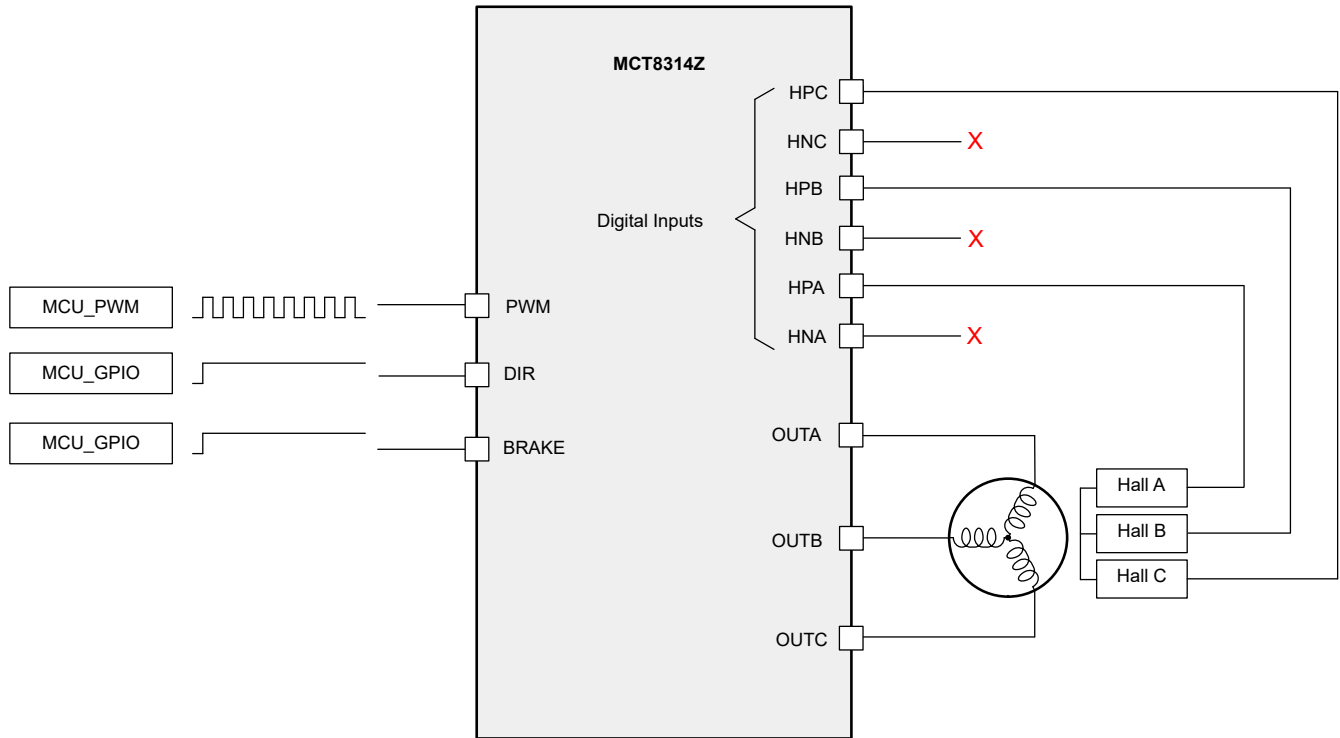 MCT8314Z
HPC
HNC
X
HPB
Digital Inputs
HNB
X
HPA
MCU_PWM
PWM
HNA
X
MCU_GPIO
DIR
MCU_GPIO
BRAKE
OUTA
Hall A
OUTB
Hall B
Hall C
OUTC